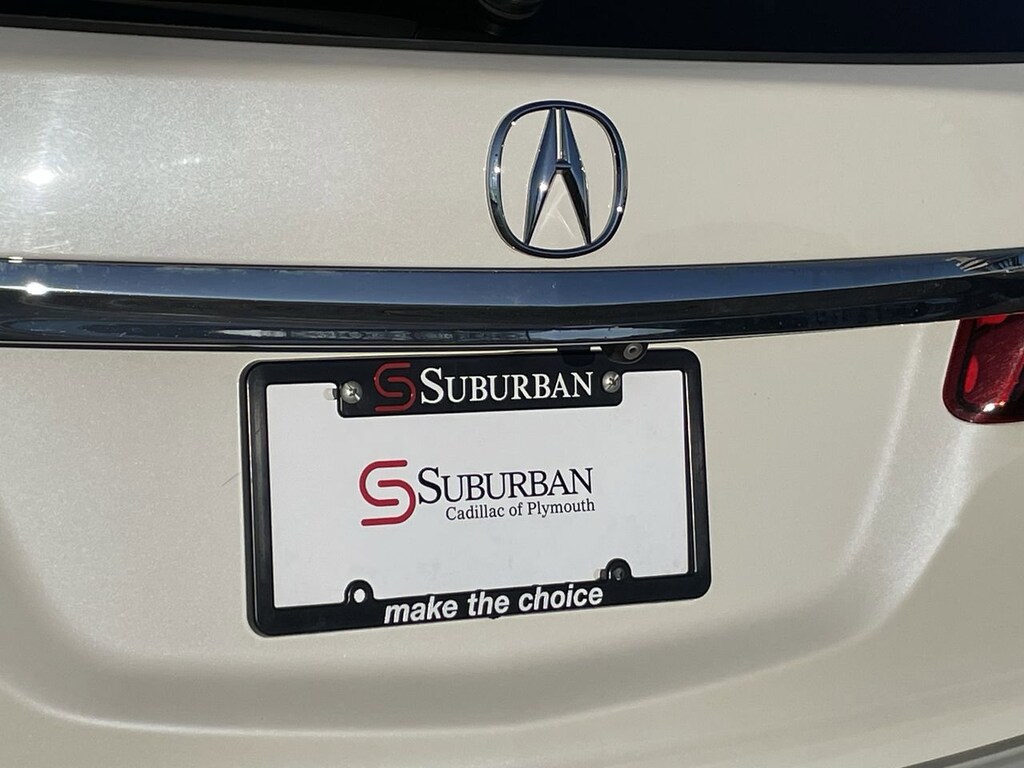 SUBURBAN
SUBURBAN
Cadillac of Plymouth
make the choice